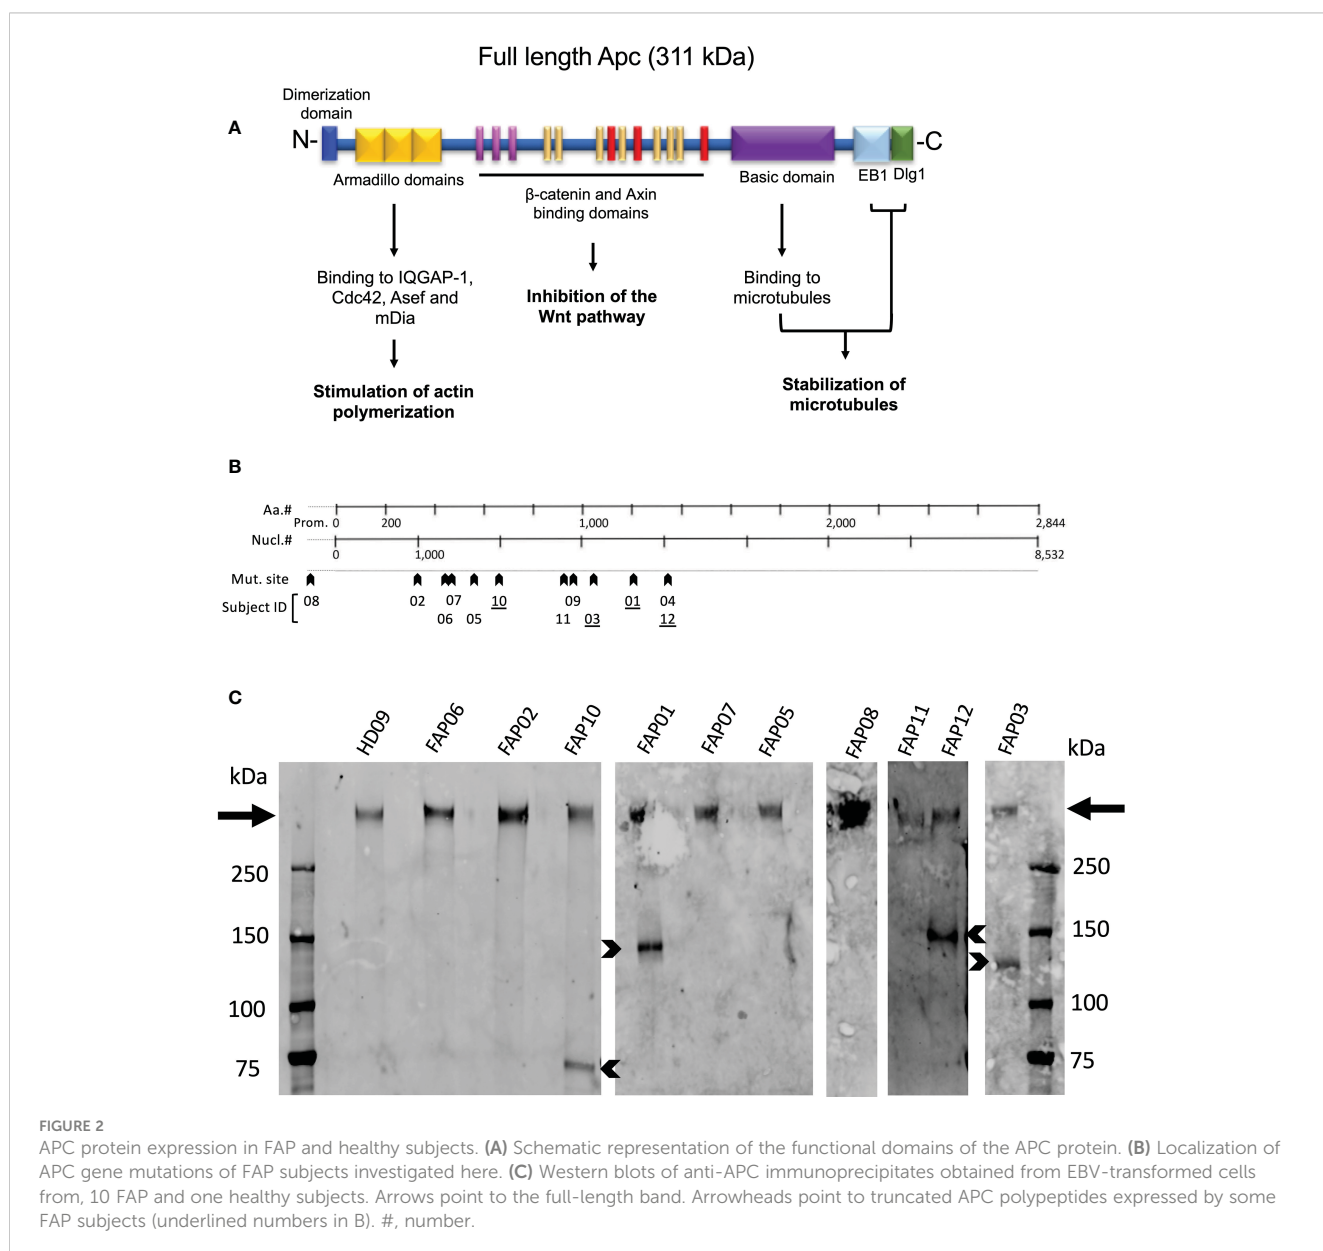 Full length Apc (311 kDa)
Dimerization
domain
A
N-
-C
Armadillo domains
β-catenin and Axin
binding domains
Basic domain
EB1
Dlg1
Binding to IQGAP-1,
Cdc42, Asef and
mDia
Inhibition of the
Wnt pathway
Binding to
microtubules
Stimulation of actin
polymerization
Stabilization of
microtubules
B
Aa.#
Prom. 0 200 1,000 2,000 2,844
Nucl.#
0 1,000 8,532
Mut. site
Subject ID
08 02 07 10 09 01 04
06 05 11 03 12
C
HD09 FAP06 FAP02 FAP10 FAP01 FAP07 FAP05 FAP08 FAP11 FAP12 FAP03
kDa kDa
250 250
150 150
100 100
75 75
FIGURE 2
APC protein expression in FAP and healthy subjects. (A) Schematic representation of the functional domains of the APC protein. (B) Localization of
APC gene mutations of FAP subjects investigated here. (C) Western blots of anti-APC immunoprecipitates obtained from EBV-transformed cells
from, 10 FAP and one healthy subjects. Arrows point to the full-length band. Arrowheads point to truncated APC polypeptides expressed by some
FAP subjects (underlined numbers in B). #, number.